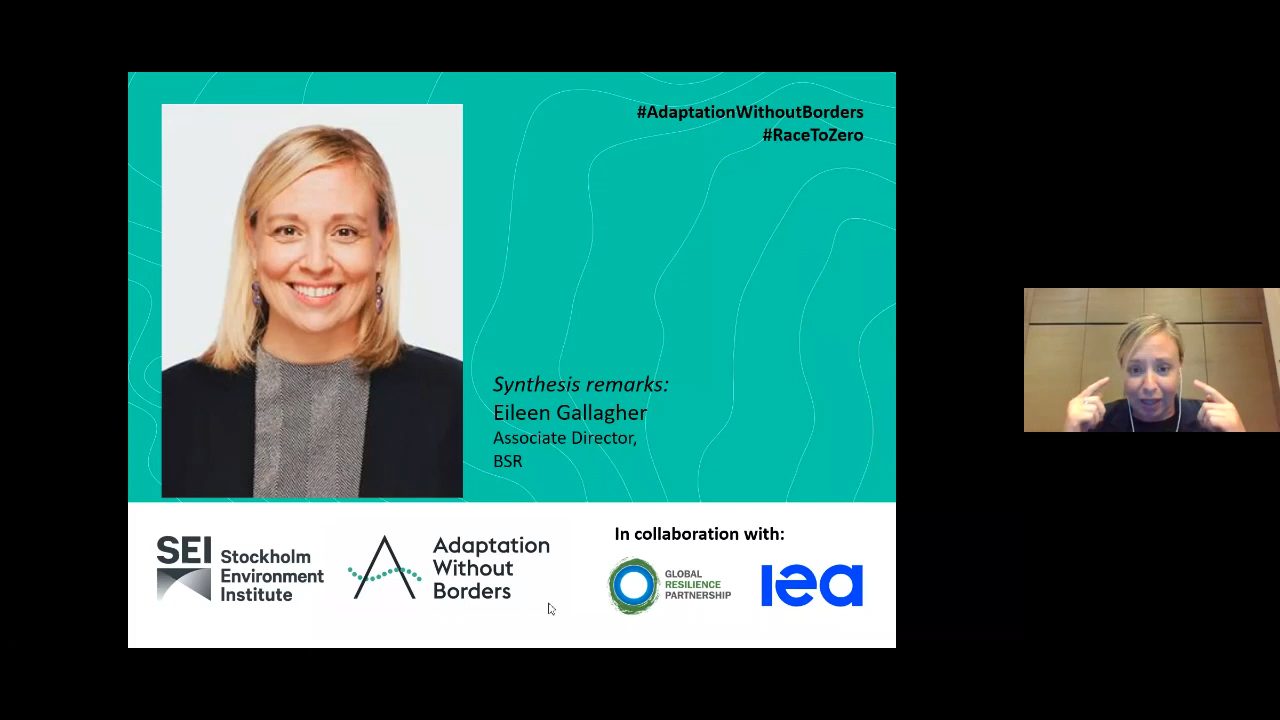 #AdaptationWithoutBorders
#RaceToZero
Synthesis remarks:
Eileen Gallagher
Associate Director,
BSR
SEI Stockholm
Environment
Institute
Adaptation
Without
Borders
In collaboration with:
GLOBAL
RESILIENCE
PARTNERSHIP
iea